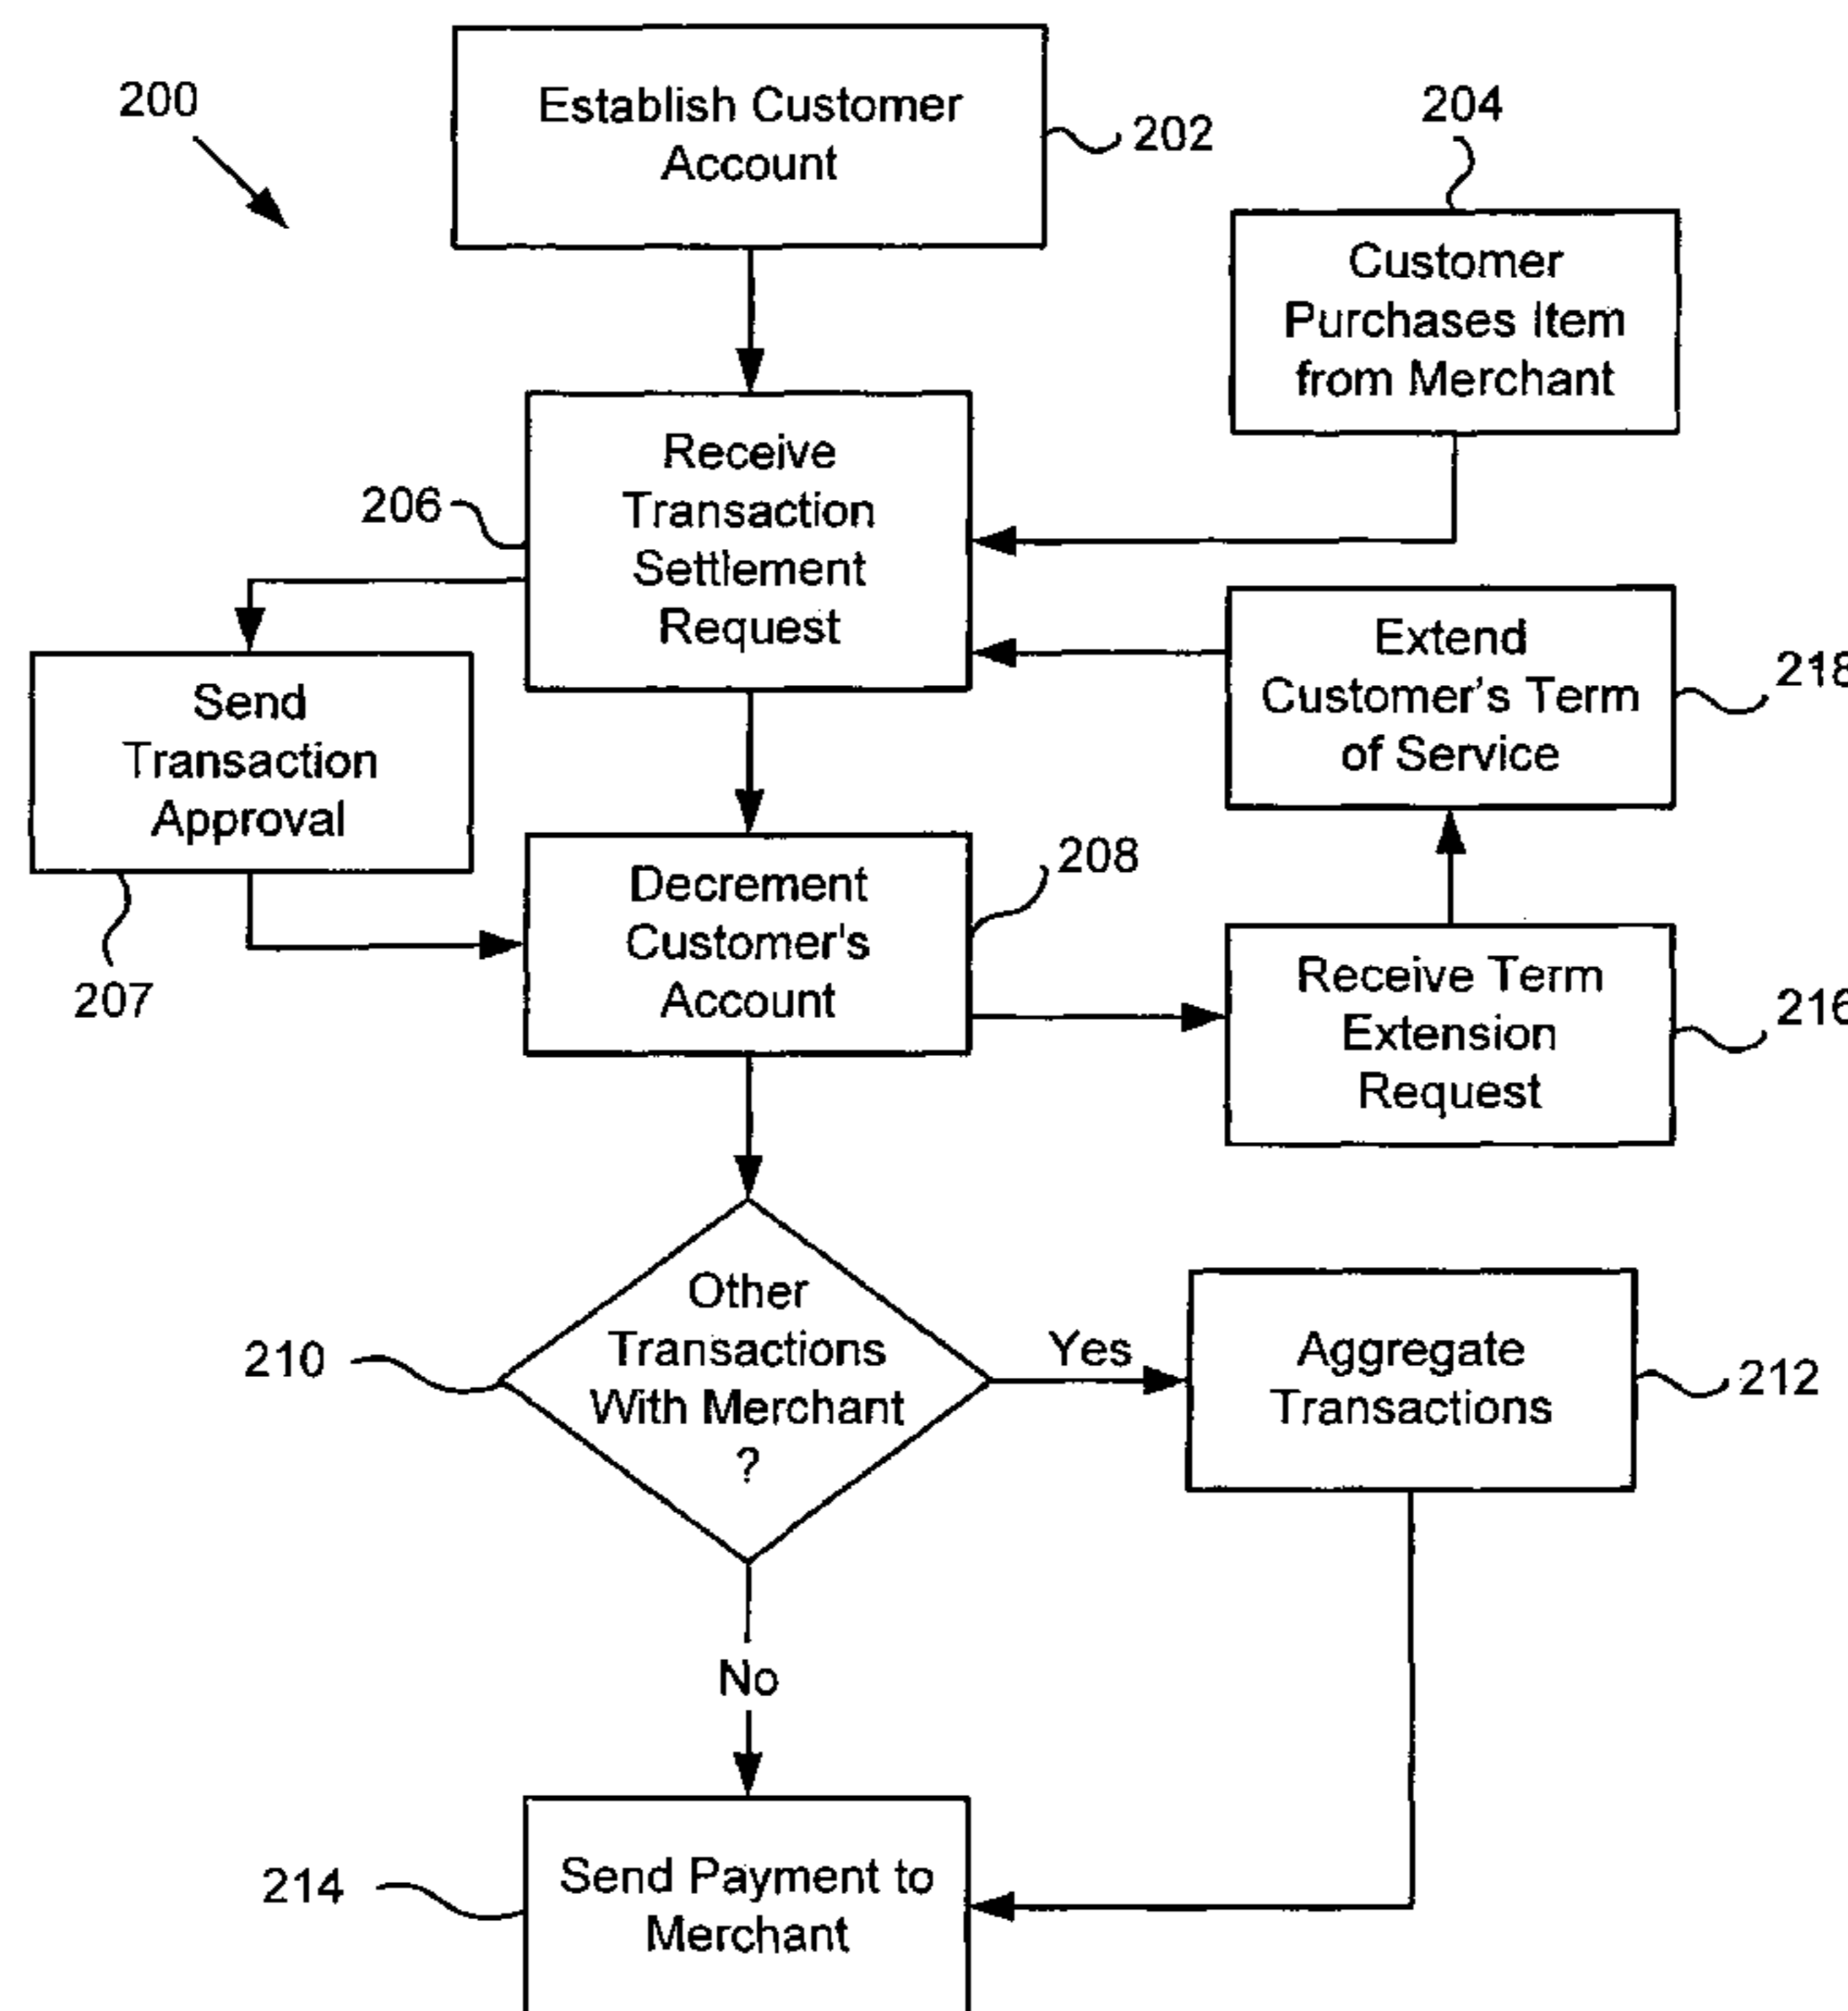 200
Establish Customer
Account
202
204
Customer
Purchases Item
from Merchant
Receive
Transaction
Settlement
Request
206
Extend
Customer's Term
of Service
218
Send
Transaction
Approval
207
Decrement
Customer's
Account
208
Receive Term
Extension
Request
216
Other
Transactions
With Merchant
?
210
Yes
Aggregate
Transactions
212
No
Send Payment to
Merchant
214